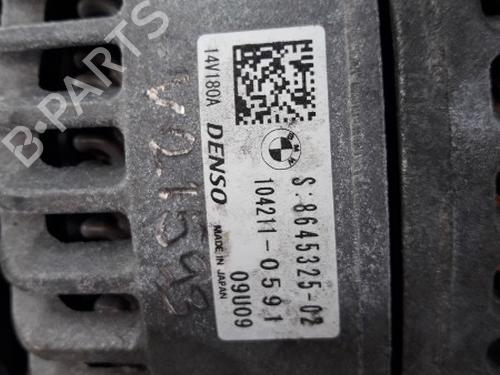 B-PARTS
14V180A
DENSO
MADE IN JAPAN
BMW
S:8645325-02
104211-0591
09U09